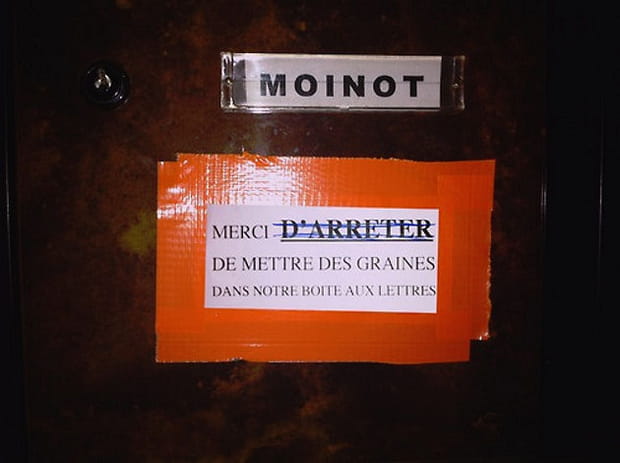 MOINOT
MERCI D'ARRETER
DE METTRE DES GRAINES
DANS NOTRE BOITE AUX LETTRES